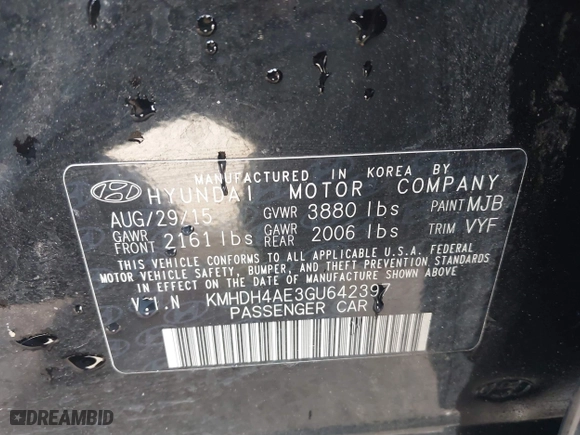 MANUFACTURED IN KOREA BY
HYUNDAI MOTOR COMPANY
AUG/29/15 GVWR 3880 lbs PAINT MJB
GAWR FRONT 2161 lbs GAWR REAR 2006 lbs TRIM VYF
THIS VEHICLE CONFORMS TO ALL APPLICABLE U.S.A. FEDERAL
MOTOR VEHICLE SAFETY, BUMPER, AND THEFT PREVENTION STANDARDS
IN EFFECT ON THE DATE OF MANUFACTURE SHOWN ABOVE
V.I.N KMHDH4AE3GU642397
PASSENGER CAR
DREAMBID